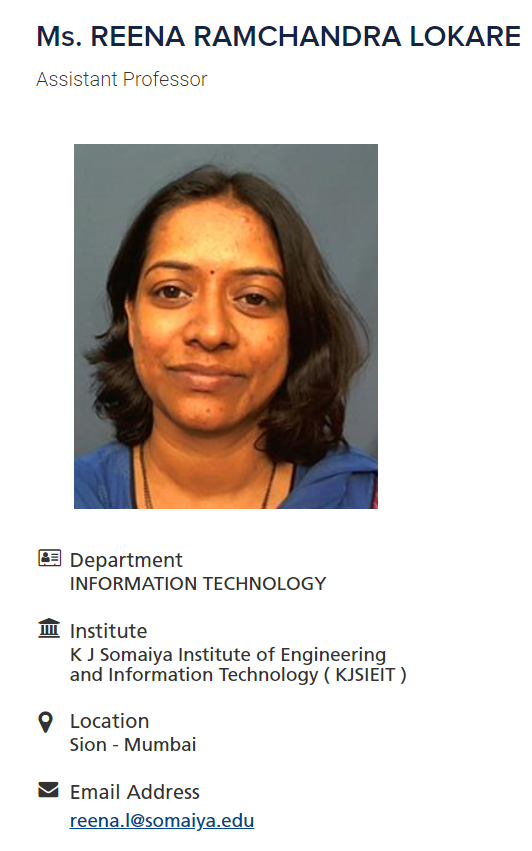 Ms. REENA RAMCHANDRA LOKARE
Assistant Professor
Department
INFORMATION TECHNOLOGY
Institute
K J Somaiya Institute of Engineering
and Information Technology ( KJSIEIT )
Location
Sion - Mumbai
Email Address
reena.l@somaiya.edu